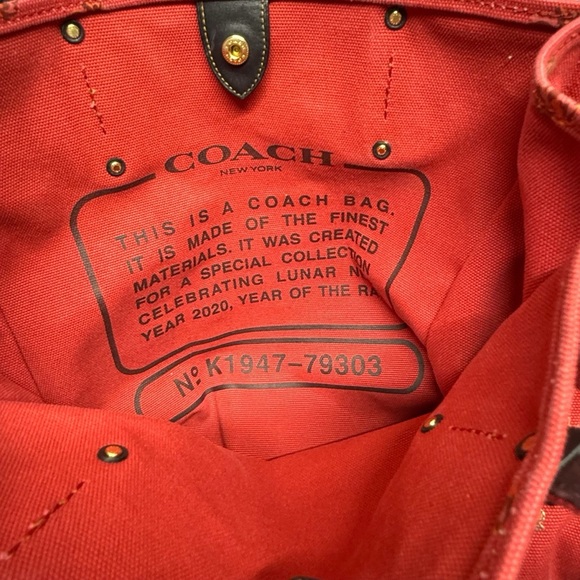 COACH
NEW YORK
THIS IS A COACH BAG.
IT IS MADE OF THE FINEST
MATERIALS. IT WAS CREATED
FOR A SPECIAL COLLECTION
CELEBRATING LUNAR
YEAR 2020, YEAR OF THE
Nº K1947-79303